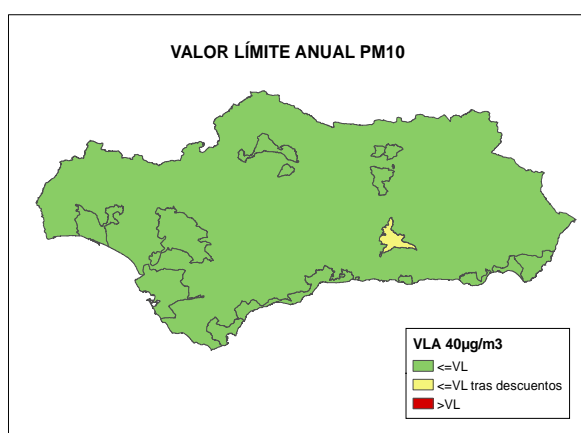 VALOR LÍMITE ANUAL PM10
VLA 40µg/m3
<=VL
<=VL tras descuentos
>VL